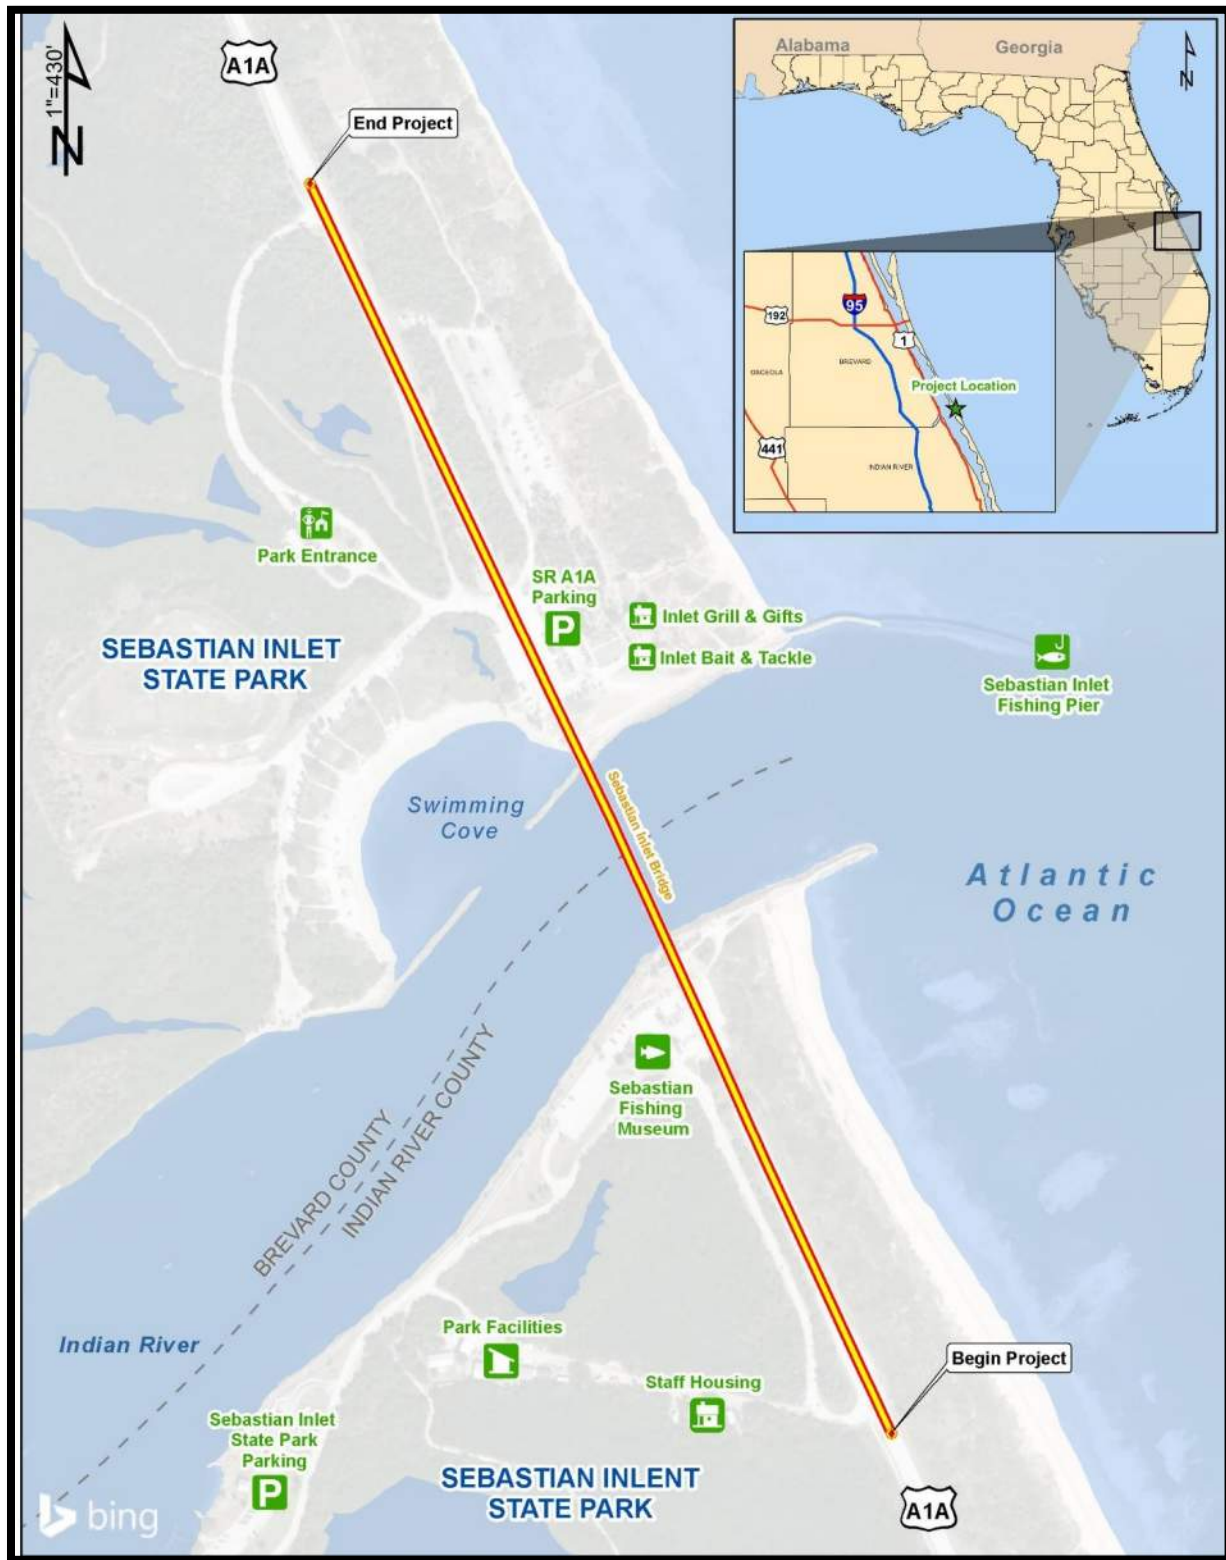 A1A
1"=430'
N
End Project
Alabama
Georgia
N
95
192
1
BREVARD
OSCEOLA
Project Location
441
INDIAN RIVER
Park Entrance
SR A1A
Parking
P
Inlet Grill & Gifts
Inlet Bait & Tackle
SEBASTIAN INLET
STATE PARK
Sebastian Inlet
Fishing Pier
Swimming
Cove
Sebastian Inlet Bridge
Atlantic
Ocean
Sebastian
Fishing
Museum
BREVARD COUNTY
INDIAN RIVER COUNTY
Indian River
Park Facilities
Begin Project
Staff Housing
Sebastian Inlet
State Park
Parking
P
SEBASTIAN INLENT
STATE PARK
A1A
bing